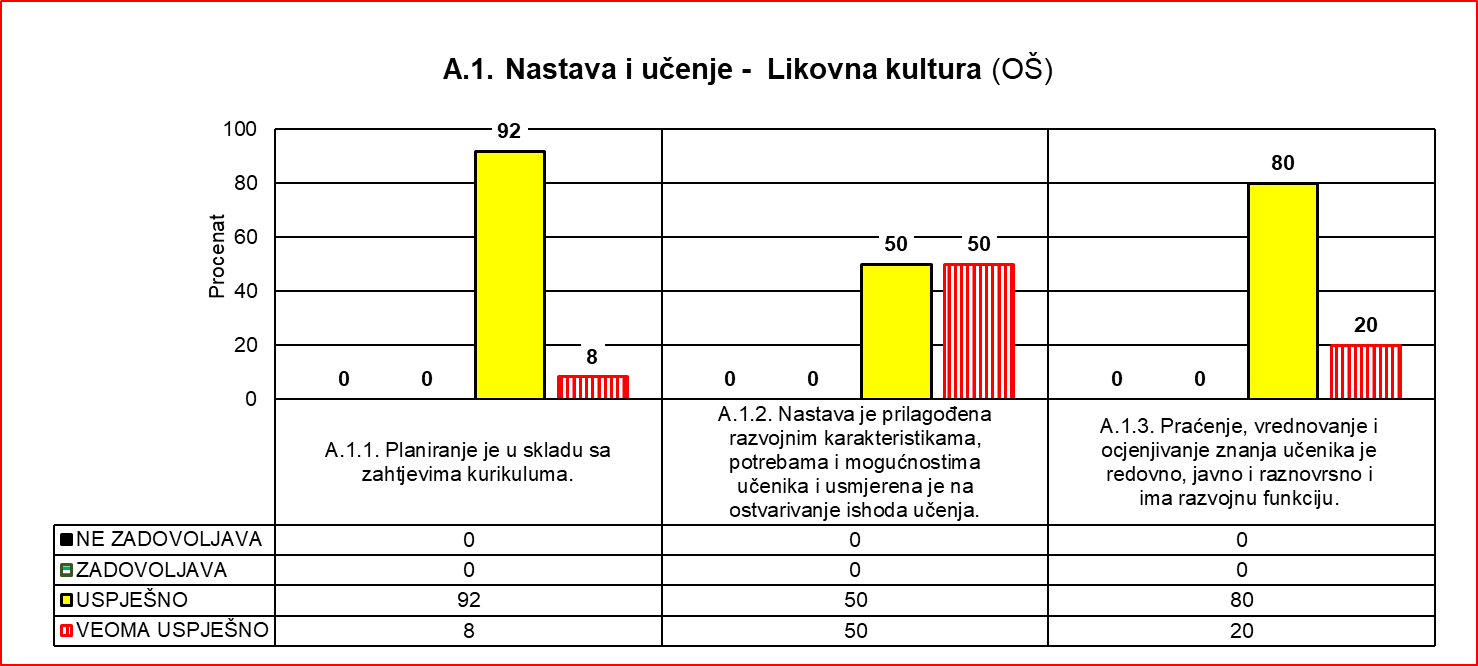 A.1. Nastava i učenje - Likovna kultura (OŠ)
Procenat
100
80
60
40
20
0
0
0
92
8
0
0
50
50
0
0
80
20
A.1.1. Planiranje je u skladu sa
zahtjevima kurikuluma.
A.1.2. Nastava je prilagođena
razvojnim karakteristikama,
potrebama i mogućnostima
učenika i usmjerena je na
ostvarivanje ishoda učenja.
A.1.3. Praćenje, vrednovanje i
ocjenjivanje znanja učenika je
redovno, javno i raznovrsno i
ima razvojnu funkciju.
NE ZADOVOLJAVA 0 0 0
ZADOVOLJAVA 0 0 0
USPJEŠNO 92 50 80
VEOMA USPJEŠNO 8 50 20